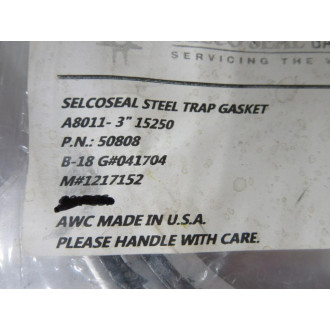 SERVICING THE
SELCOSEAL STEEL TRAP GASKET
A8011- 3" 15250
P.N.: 50808
B-18 G#041704
M#1217152
AWC MADE IN U.S.A.
PLEASE HANDLE WITH CARE.